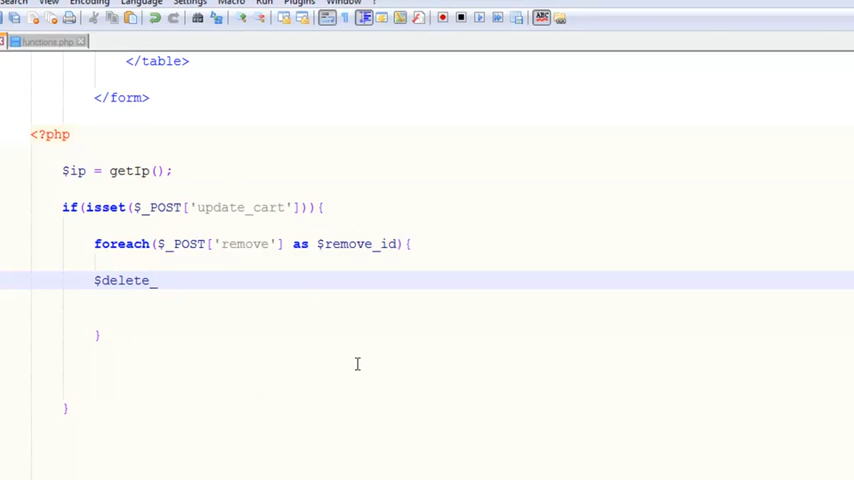 Search View Encoding Language Settings Macro Run Plugins Window ?
functions.php
</table>
</form>
<?php
$ip = getIp();
if(isset($_POST['update_cart'])){
foreach($_POST['remove'] as $remove_id){
$delete_
}
}